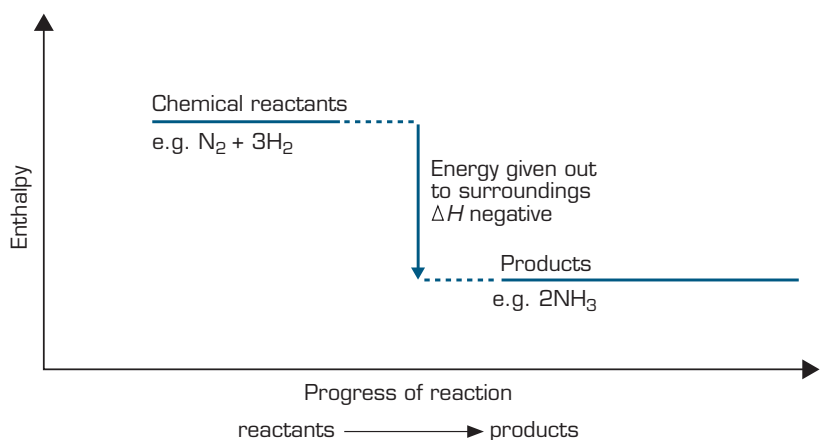 Chemical reactants
e.g. N₂ + 3H₂
Energy given out
to surroundings
ΔH negative
Products
e.g. 2NH₃
Enthalpy
Progress of reaction
reactants products